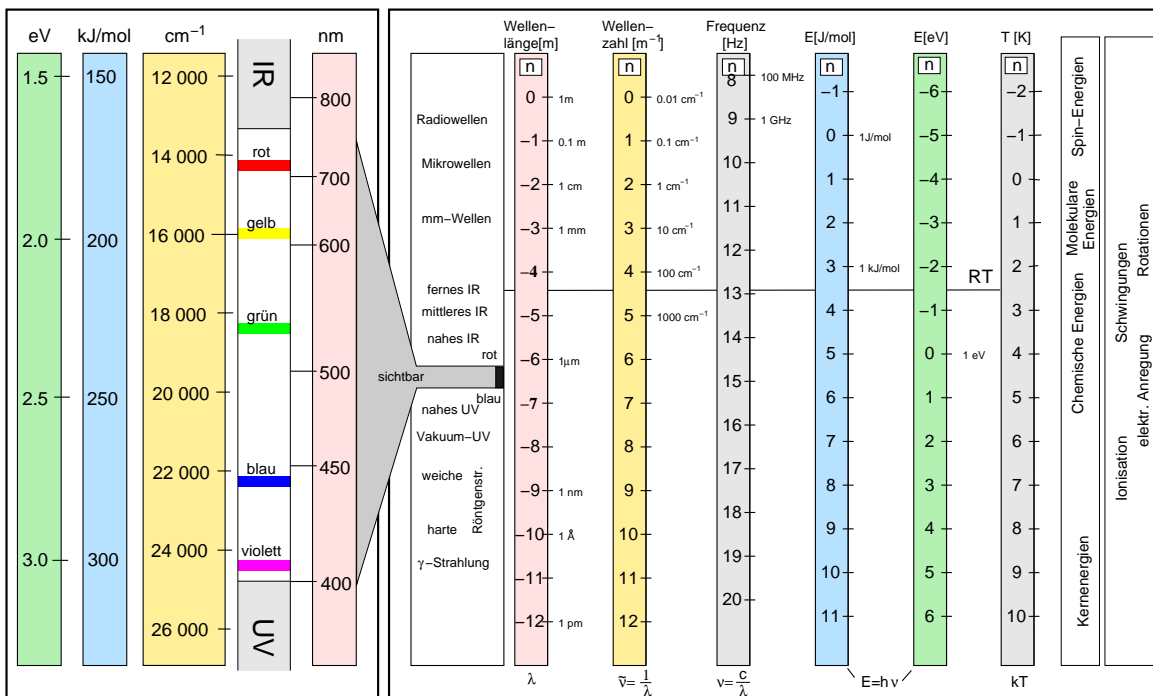 eV
kJ/mol
cm⁻¹
nm
1.5
2.0
2.5
3.0
150
200
250
300
12 000
14 000
16 000
18 000
20 000
22 000
24 000
26 000
IR
rot
gelb
grün
blau
violett
UV
800
700
600
500
450
400
Radiowellen
Mikrowellen
mm−Wellen
fernes IR
mittleres IR
nahes IR
rot
sichtbar
blau
nahes UV
Vakuum−UV
weiche
Röntgenstr.
harte
γ−Strahlung
Wellen−
länge[m]
n
0
−1
−2
−3
−4
−5
−6
−7
−8
−9
−10
−11
−12
1m
0.1 m
1 cm
1 mm
1μm
1 nm
1 Å
1 pm
λ
Wellen−
zahl [m⁻¹]
n
0
1
2
3
4
5
6
7
8
9
10
11
12
0.01 cm⁻¹
0.1 cm⁻¹
1 cm⁻¹
10 cm⁻¹
100 cm⁻¹
1000 cm⁻¹
ṽ= 1/λ
Frequenz
[Hz]
n
8
9
10
11
12
13
14
15
16
17
18
19
20
100 MHz
1 GHz
ν= c/λ
E[J/mol]
n
−1
0
1
2
3
4
5
6
7
8
9
10
11
1J/mol
1 kJ/mol
E[eV]
n
−6
−5
−4
−3
−2
−1
0
1
2
3
4
5
6
1 eV
E=h ν
RT
T [K]
n
−2
−1
0
1
2
3
4
5
6
7
8
9
10
kT
Spin−Energien
Molekulare
Energien
Chemische Energien
Kernenergien
Rotationen
Schwingungen
elektr. Anregung
Ionisation